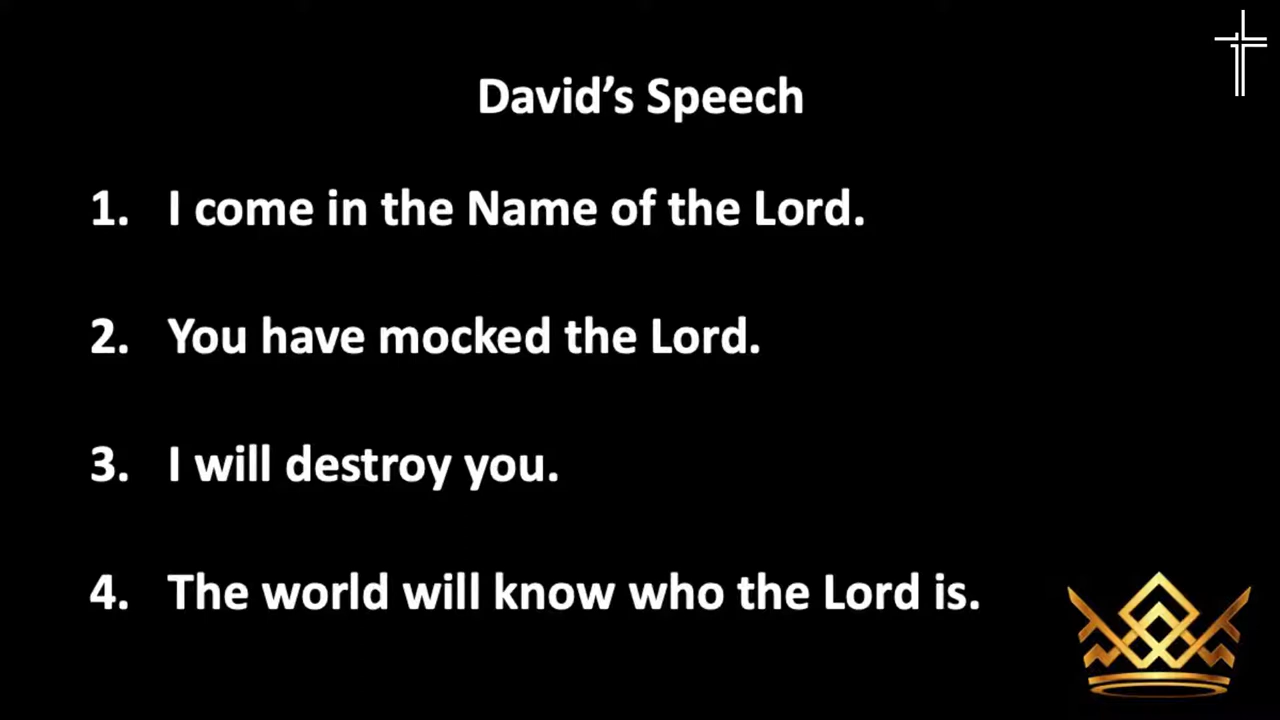 David’s Speech
1. I come in the Name of the Lord.
2. You have mocked the Lord.
3. I will destroy you.
4. The world will know who the Lord is.